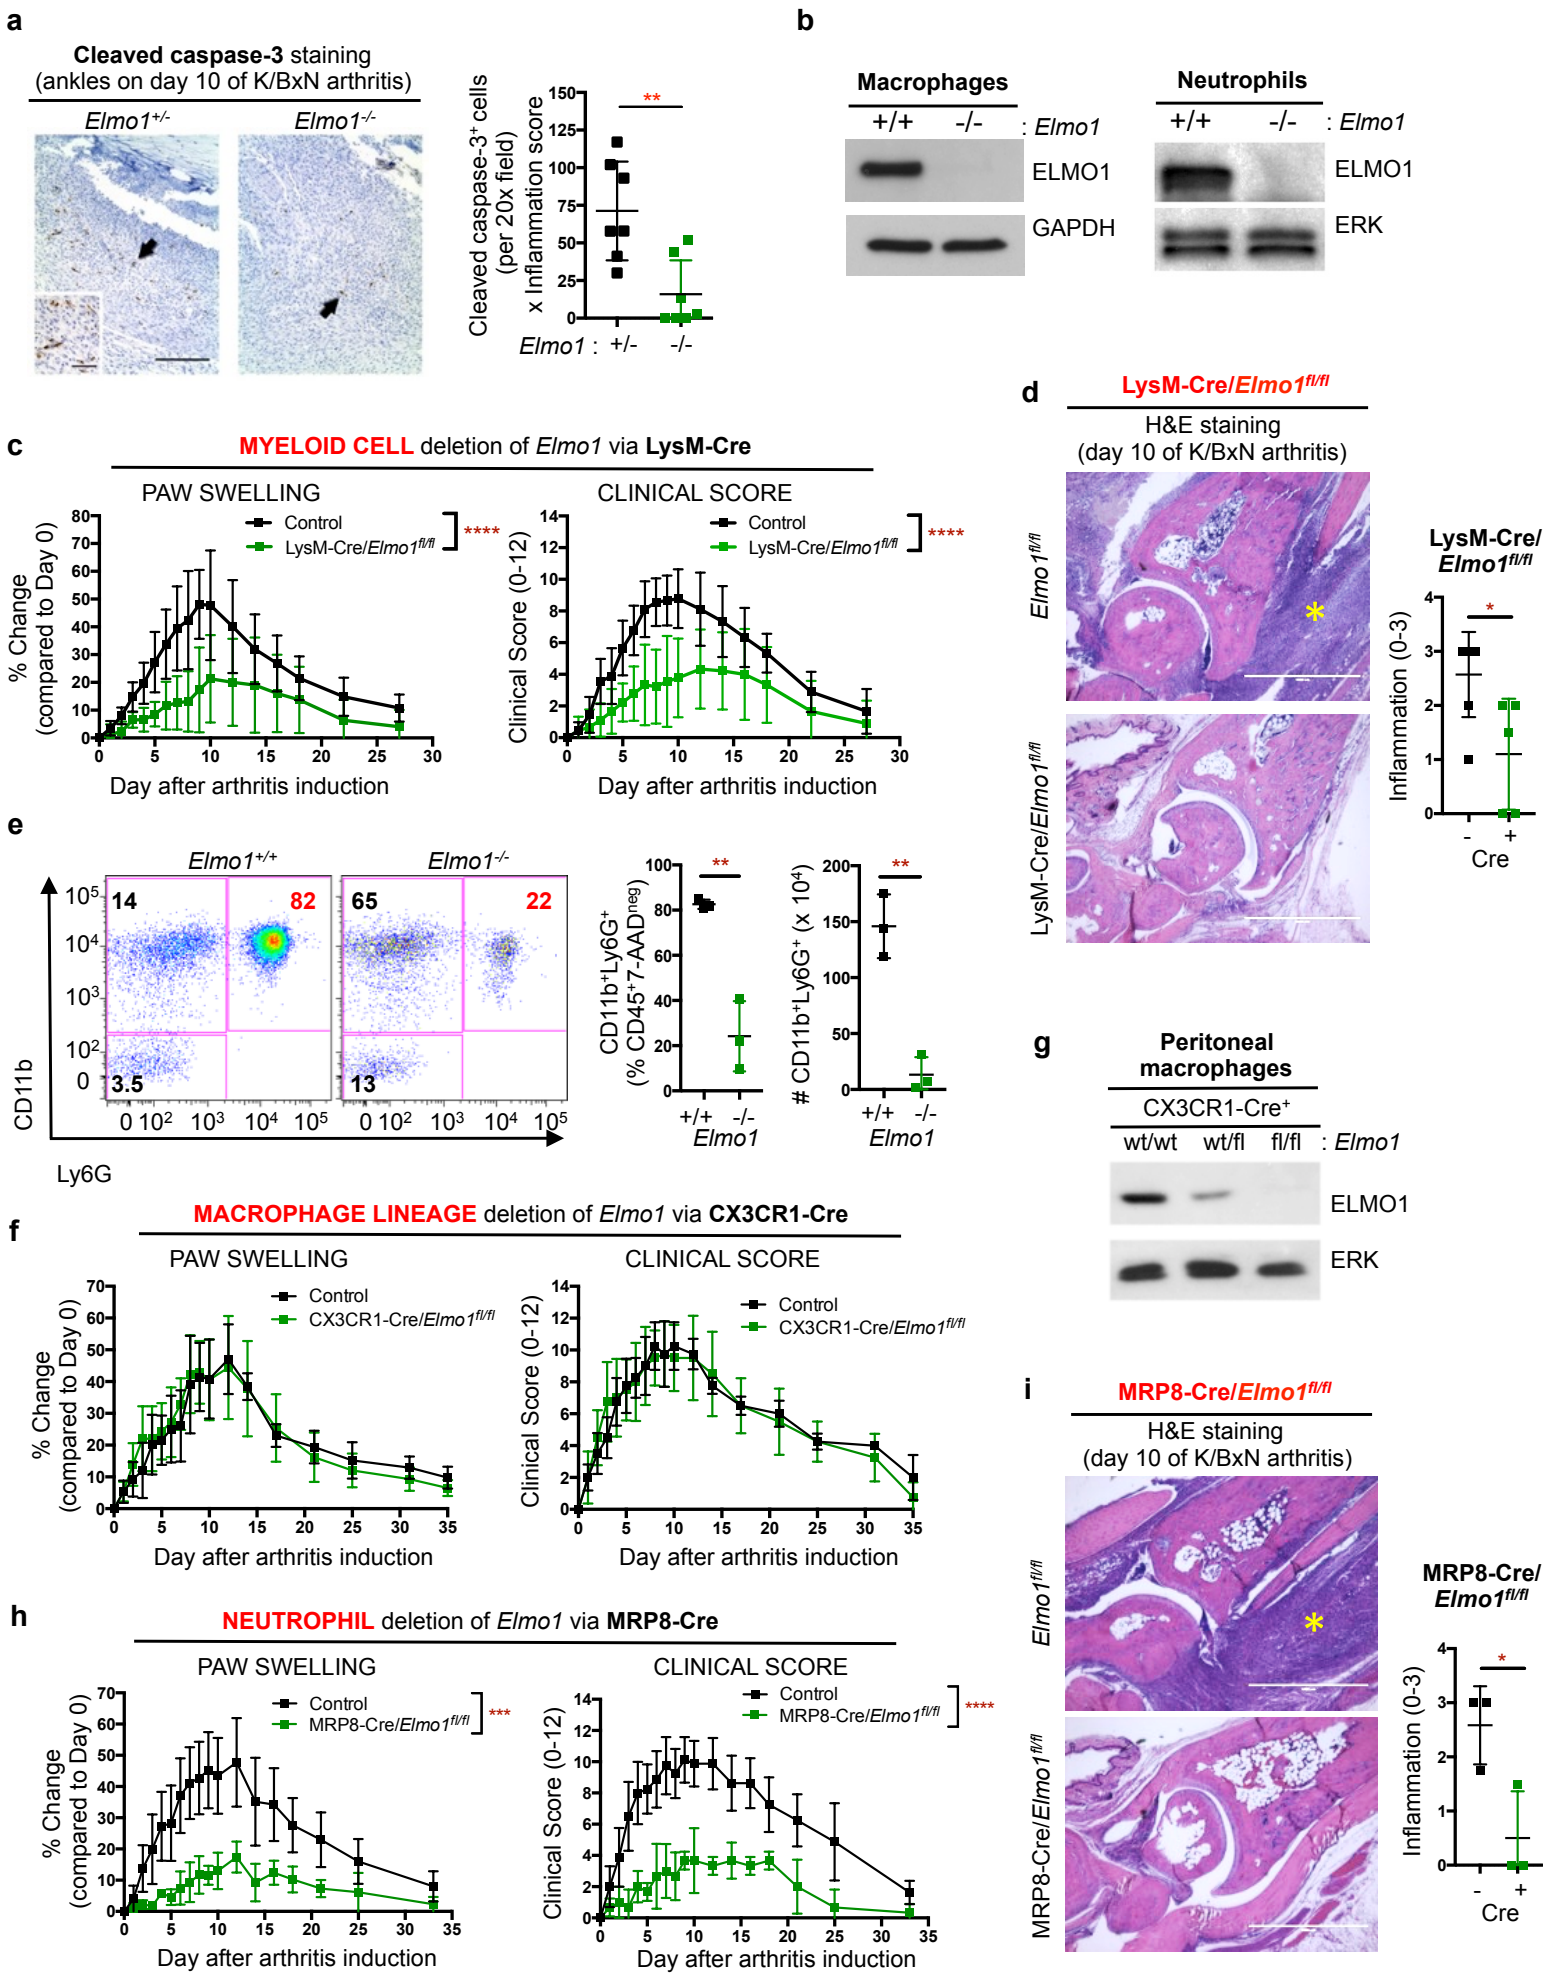 a
Cleaved caspase-3 staining
(ankles on day 10 of K/BxN arthritis)
Elmo1+/-
Elmo1-/-
Cleaved caspase-3+ cells
(per 20x field)
x Inflammation score
150
125
100
75
50
25
0
**
Elmo1 : +/- -/-
b
Macrophages
+/+ -/- : Elmo1
ELMO1
GAPDH
Neutrophils
+/+ -/- : Elmo1
ELMO1
ERK
c
MYELOID CELL deletion of Elmo1 via LysM-Cre
PAW SWELLING
% Change
(compared to Day 0)
80
70
60
50
40
30
20
10
0
Control
LysM-Cre/Elmo1fl/fl
****
0 5 10 15 20 25 30
Day after arthritis induction
CLINICAL SCORE
Clinical Score (0-12)
14
12
10
8
6
4
2
0
Control
LysM-Cre/Elmo1fl/fl
****
0 5 10 15 20 25 30
Day after arthritis induction
d
LysM-Cre/Elmo1fl/fl
H&E staining
(day 10 of K/BxN arthritis)
Elmo1fl/fl
*
LysM-Cre/Elmo1fl/fl
LysM-Cre/
Elmo1fl/fl
Inflammation (0-3)
4
3
2
1
0
*
- +
Cre
e
Elmo1+/+
Elmo1-/-
14 82
3.5
65 22
13
CD11b
10⁵
10⁴
10³
10²
0
0 10² 10³ 10⁴ 10⁵
0 10² 10³ 10⁴ 10⁵
Ly6G
CD11b+Ly6G+
(% CD45+7-AADneg)
100
80
60
40
20
0
**
+/+ -/-
Elmo1
# CD11b+Ly6G+ (x 10⁴)
200
150
100
50
0
**
+/+ -/-
Elmo1
f
MACROPHAGE LINEAGE deletion of Elmo1 via CX3CR1-Cre
PAW SWELLING
% Change
(compared to Day 0)
70
60
50
40
30
20
10
0
Control
CX3CR1-Cre/Elmo1fl/fl
0 5 10 15 20 25 30 35
Day after arthritis induction
CLINICAL SCORE
Clinical Score (0-12)
14
12
10
8
6
4
2
0
Control
CX3CR1-Cre/Elmo1fl/fl
0 5 10 15 20 25 30 35
Day after arthritis induction
g
Peritoneal
macrophages
CX3CR1-Cre+
wt/wt wt/fl fl/fl : Elmo1
ELMO1
ERK
h
NEUTROPHIL deletion of Elmo1 via MRP8-Cre
PAW SWELLING
% Change
(compared to Day 0)
70
60
50
40
30
20
10
0
Control
MRP8-Cre/Elmo1fl/fl
***
0 5 10 15 20 25 30 35
Day after arthritis induction
CLINICAL SCORE
Clinical Score (0-12)
14
12
10
8
6
4
2
0
Control
MRP8-Cre/Elmo1fl/fl
****
0 5 10 15 20 25 30 35
Day after arthritis induction
i
MRP8-Cre/Elmo1fl/fl
H&E staining
(day 10 of K/BxN arthritis)
Elmo1fl/fl
*
MRP8-Cre/Elmo1fl/fl
MRP8-Cre/
Elmo1fl/fl
Inflammation (0-3)
4
3
2
1
0
*
- +
Cre